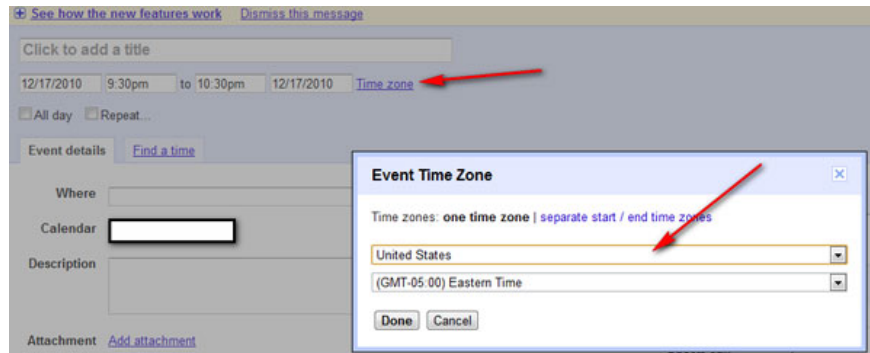 See how the new features work Dismiss this message
Click to add a title
12/17/2010 9:30pm to 10:30pm 12/17/2010 Time zone
All day Repeat...
Event details Find a time
Where
Calendar
Description
Attachment Add attachment
Event Time Zone
Time zones: one time zone | separate start / end time zones
United States
(GMT-05:00) Eastern Time
Done Cancel